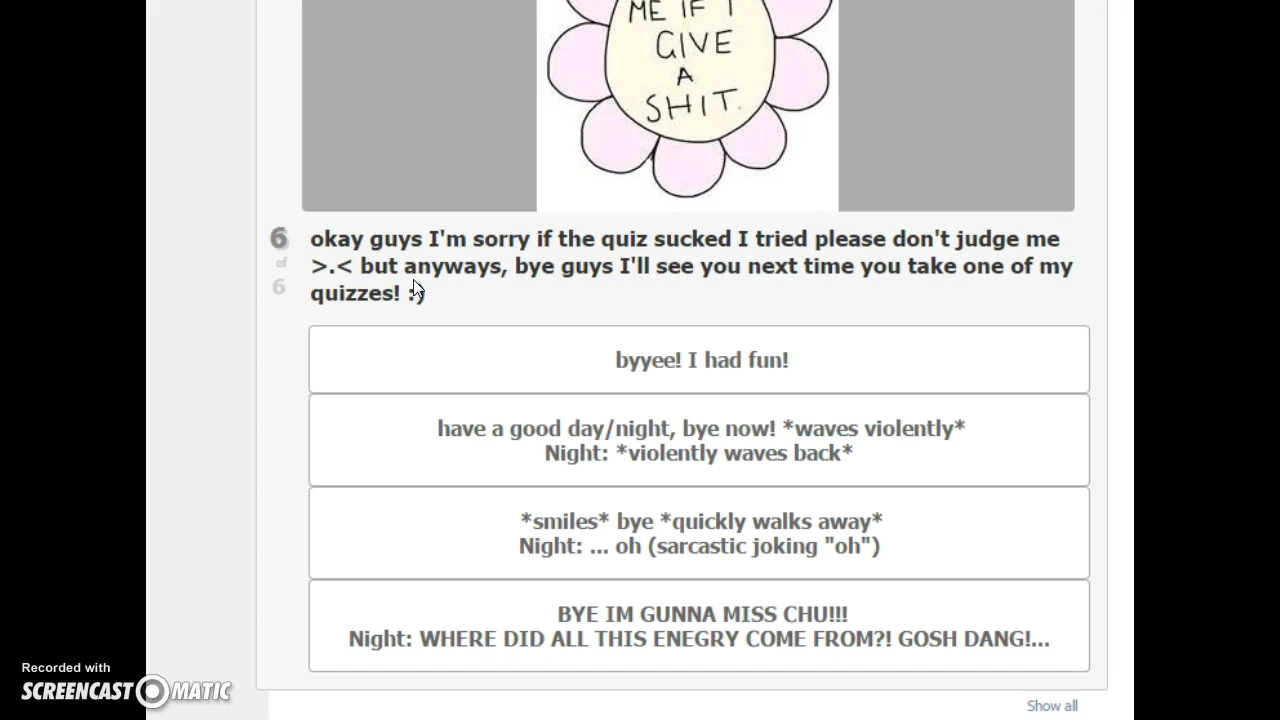 ME IF I
GIVE
A
SHIT.
6
of
6
okay guys I'm sorry if the quiz sucked I tried please don't judge me
>.< but anyways, bye guys I'll see you next time you take one of my
quizzes! :)
byyee! I had fun!
have a good day/night, bye now! *waves violently*
Night: *violently waves back*
*smiles* bye *quickly walks away*
Night: ... oh (sarcastic joking "oh")
BYE IM GUNNA MISS CHU!!!
Night: WHERE DID ALL THIS ENEGRY COME FROM?! GOSH DANG!...
Recorded with
SCREENCAST O MATIC
Show all